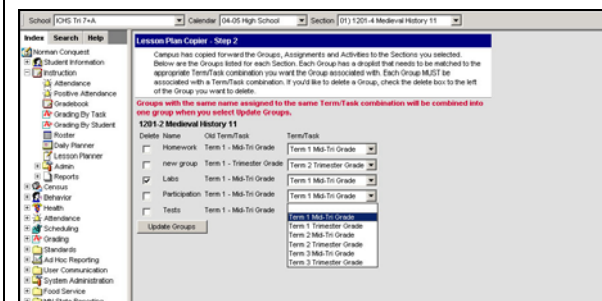 School ICHS Tri 7+A Calendar 04-05 High School Section 01) 1201-4 Medieval History 11
Index Search Help
Norman Conquest
Student Information
Instruction
Attendance
Positive Attendance
Gradebook
Grading By Task
Grading By Student
Roster
Daily Planner
Lesson Planner
Admin
Reports
Census
Behavior
Health
Attendance
Scheduling
Grading
Standards
Ad Hoc Reporting
User Communication
System Administration
Food Service
State Reporting
Lesson Plan Copier - Step 2
Campus has copied forward the Groups, Assignments and Activities to the Sections you selected.
Below are the Groups listed for each Section. Each Group has a droplist that needs to be matched to the
appropriate Term/Task combination you want the Group associated with. Each Group MUST be
associated with a Term/Task combination. If you'd like to delete a Group, check the delete box to the left
of the Group you want to delete.
Groups with the same name assigned to the same Term/Task combination will be combined into
one group when you select Update Groups.
1201-2 Medieval History 11
Delete Name Old Term/Task Term/Task
Homework Term 1 - Mid-Tri Grade Term 1 Mid-Tri Grade
new group Term 1 - Trimester Grade Term 2 Trimester Grade
Labs Term 1 - Mid-Tri Grade Term 1 Mid-Tri Grade
Participation Term 1 - Mid-Tri Grade Term 1 Mid-Tri Grade
Tests Term 1 - Mid-Tri Grade
Term 1 Mid-Tri Grade
Term 1 Trimester Grade
Term 2 Mid-Tri Grade
Term 2 Trimester Grade
Term 3 Mid-Tri Grade
Term 3 Trimester Grade
Update Groups